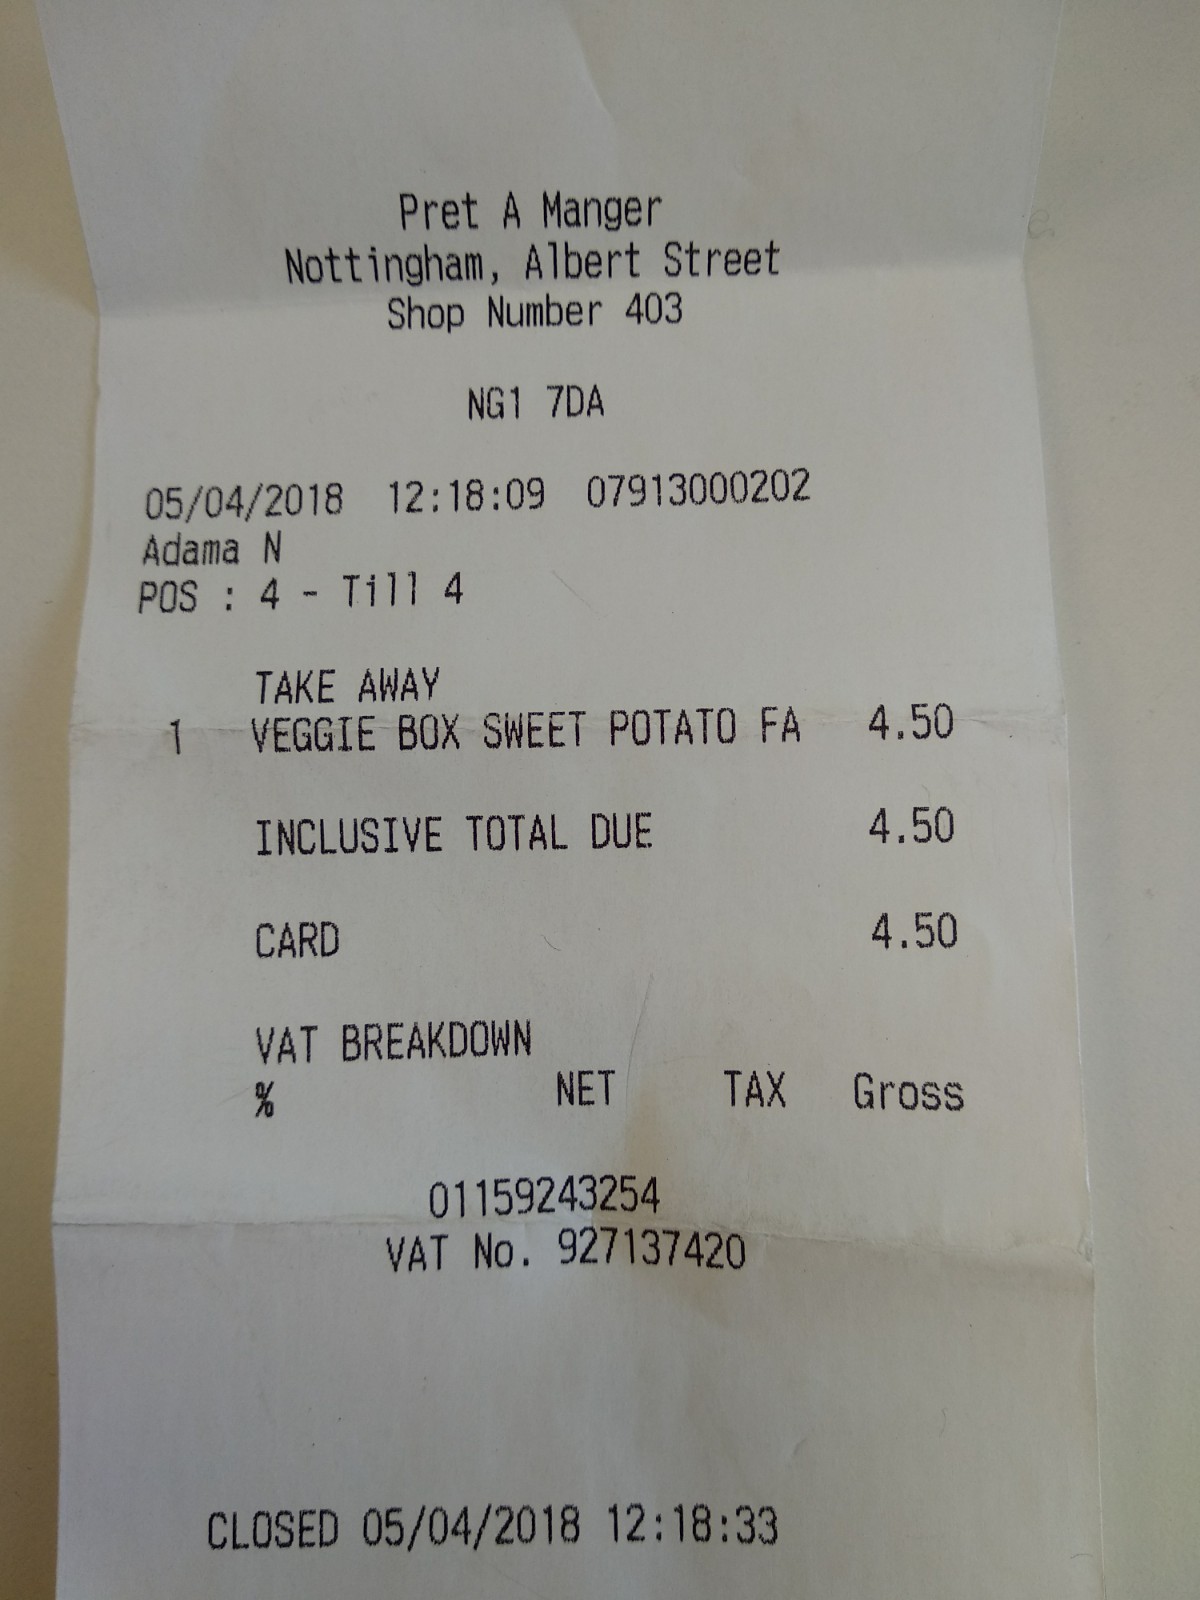 Pret A Manger
Nottingham, Albert Street
Shop Number 403
NG1 7DA
05/04/2018 12:18:09 07913000202
Adama N
POS : 4 - Till 4
TAKE AWAY
1 VEGGIE BOX SWEET POTATO FA 4.50
INCLUSIVE TOTAL DUE 4.50
CARD 4.50
VAT BREAKDOWN
% NET TAX Gross
01159243254
VAT No. 927137420
CLOSED 05/04/2018 12:18:33